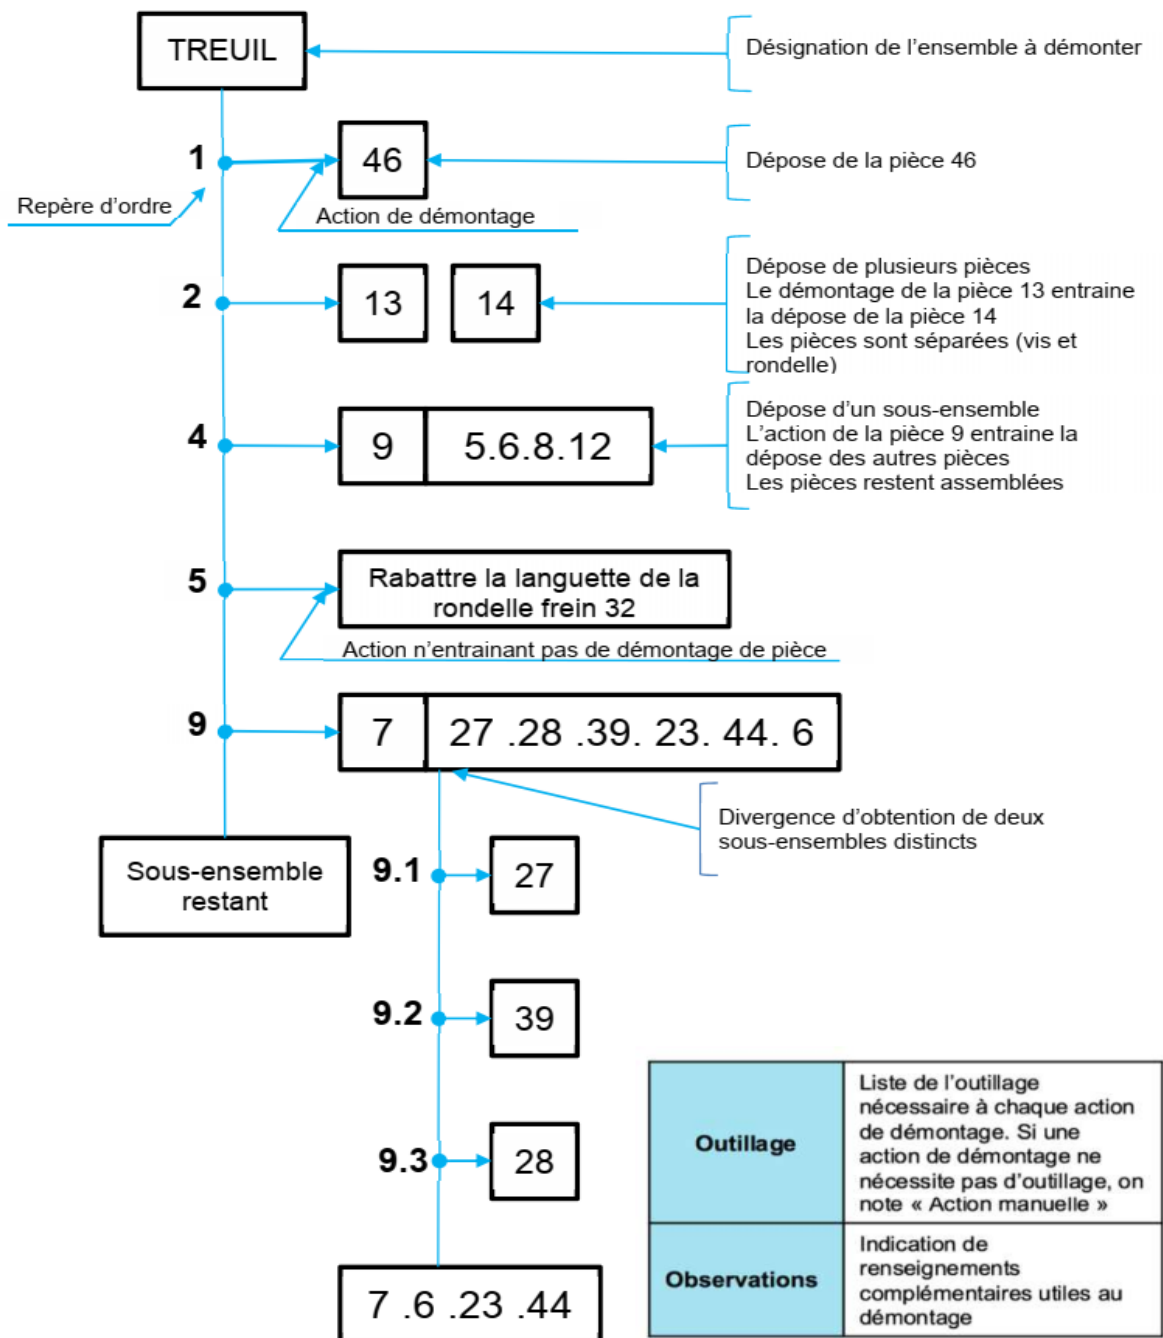 TREUIL
Désignation de l'ensemble à démonter
1
46
Dépose de la pièce 46
Repère d'ordre
Action de démontage
2
13
14
Dépose de plusieurs pièces
Le démontage de la pièce 13 entraine
la dépose de la pièce 14
Les pièces sont séparées (vis et
rondelle)
4
9
5.6.8.12
Dépose d'un sous-ensemble
L'action de la pièce 9 entraine la
dépose des autres pièces
Les pièces restent assemblées
5
Rabattre la languette de la
rondelle frein 32
Action n'entrainant pas de démontage de pièce
9
7
27 .28 .39. 23. 44. 6
Divergence d'obtention de deux
sous-ensembles distincts
Sous-ensemble
restant
9.1
27
9.2
39
9.3
28
7 .6 .23 .44
Outillage
Liste de l'outillage
nécessaire à chaque action
de démontage. Si une
action de démontage ne
nécessite pas d'outillage, on
note « Action manuelle »
Observations
Indication de
renseignements
complémentaires utiles au
démontage